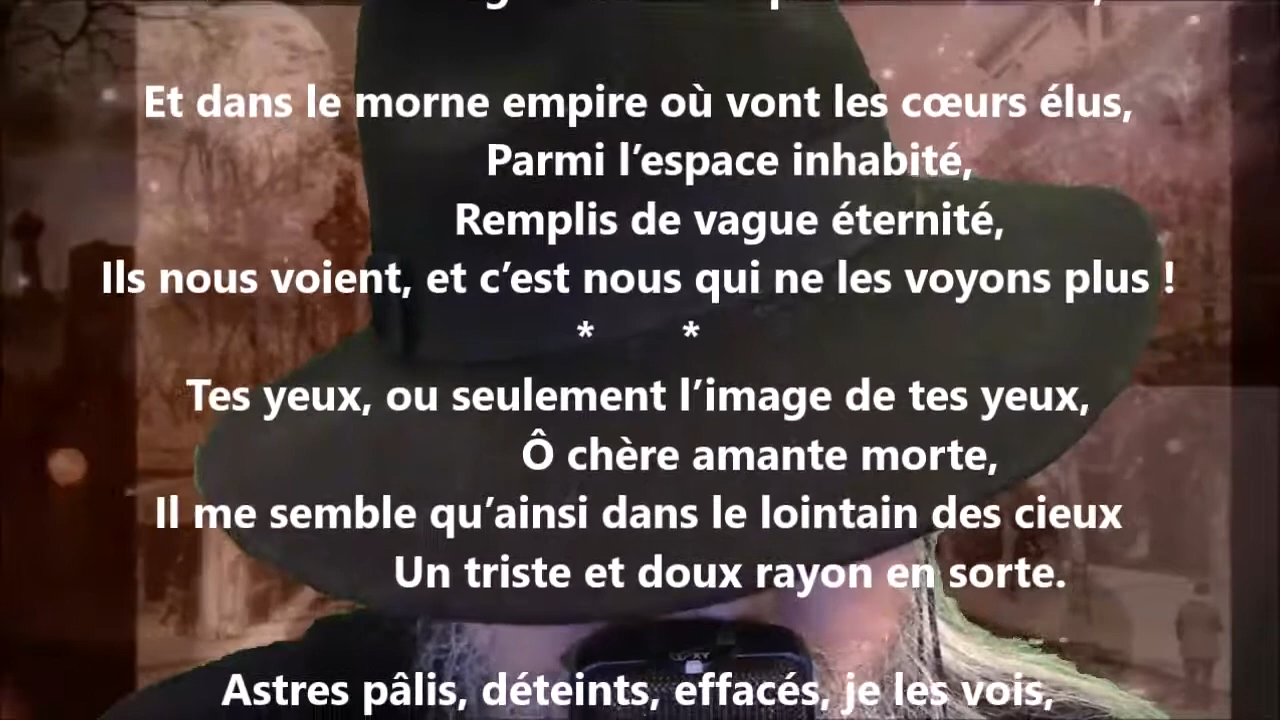 Et dans le morne empire où vont les cœurs élus,
Parmi l’espace inhabité,
Remplis de vague éternité,
Ils nous voient, et c’est nous qui ne les voyons plus !
* *
Tes yeux, ou seulement l’image de tes yeux,
Ô chère amante morte,
Il me semble qu’ainsi dans le lointain des cieux
Un triste et doux rayon en sorte.
Astres pâlis, déteints, effacés, je les vois,